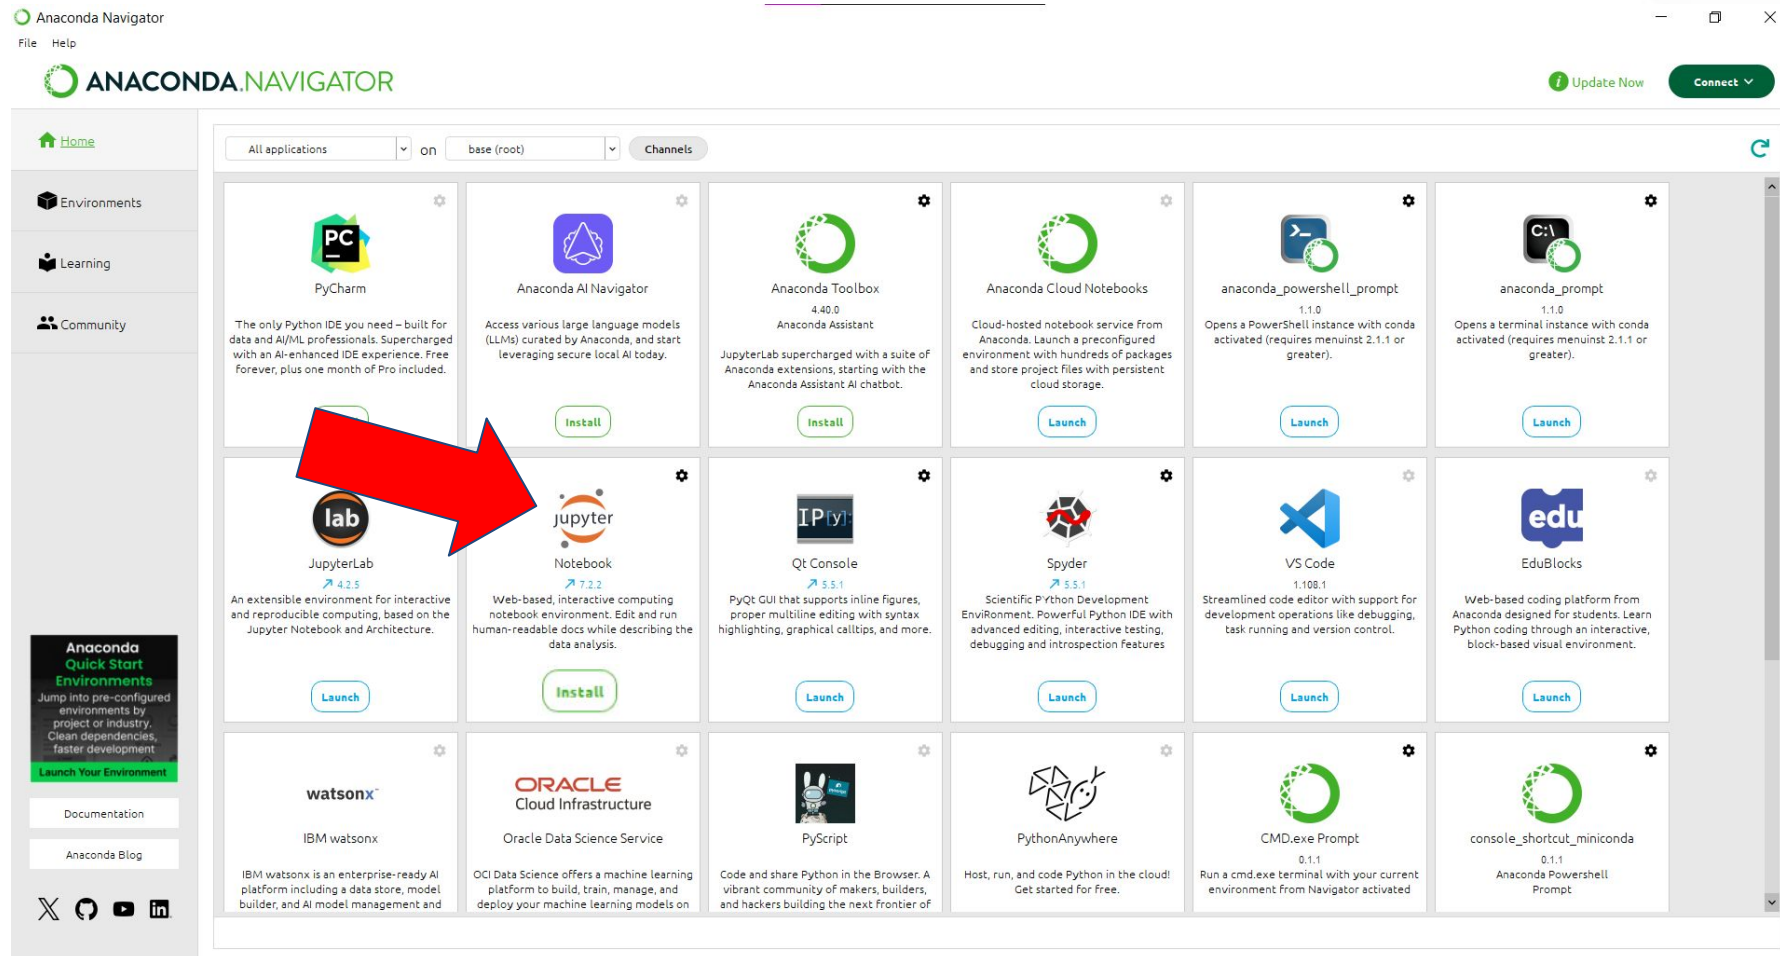 Anaconda Navigator
File Help
ANACONDA.NAVIGATOR
Update Now
Connect
Home
Environments
Learning
Community
All applications on base (root) Channels
PC
PyCharm
The only Python IDE you need – built for
data and AI/ML professionals. Supercharged
with an AI-enhanced IDE experience. Free
forever, plus one month of Pro included.
Anaconda AI Navigator
Access various large language models
(LLMs) curated by Anaconda, and start
leveraging secure local AI today.
Install
Anaconda Toolbox
4.40.0
Anaconda Assistant
JupyterLab supercharged with a suite of
Anaconda extensions, starting with the
Anaconda Assistant AI chatbot.
Install
Anaconda Cloud Notebooks
Cloud-hosted notebook service from
Anaconda. Launch a preconfigured
environment with hundreds of packages
and store project files with persistent
cloud storage.
Launch
>_
anaconda_powershell_prompt
1.1.0
Opens a PowerShell instance with conda
activated (requires menuinst 2.1.1 or
greater).
Launch
C:\
anaconda_prompt
1.1.0
Opens a terminal instance with conda
activated (requires menuinst 2.1.1 or
greater).
Launch
lab
JupyterLab
4.2.5
An extensible environment for interactive
and reproducible computing, based on the
Jupyter Notebook and Architecture.
Launch
jupyter
Notebook
7.2.2
Web-based, interactive computing
notebook environment. Edit and run
human-readable docs while describing the
data analysis.
Install
IP[y]:
Qt Console
5.5.1
PyQt GUI that supports inline figures,
proper multiline editing with syntax
highlighting, graphical calltips, and more.
Launch
Spyder
5.5.1
Scientific PYthon Development
EnviRonment. Powerful Python IDE with
advanced editing, interactive testing,
debugging and introspection features
Launch
VS Code
1.108.1
Streamlined code editor with support for
development operations like debugging,
task running and version control.
Launch
edu
EduBlocks
Web-based coding platform from
Anaconda designed for students. Learn
Python coding through an interactive,
block-based visual environment.
Launch
watsonx
IBM watsonx
IBM watsonx is an enterprise-ready AI
platform including a data store, model
builder, and AI model management and
ORACLE
Cloud Infrastructure
Oracle Data Science Service
OCI Data Science offers a machine learning
platform to build, train, manage, and
deploy your machine learning models on
PyScript
Code and share Python in the Browser. A
vibrant community of makers, builders,
and hackers building the next frontier of
PythonAnywhere
Host, run, and code Python in the cloud!
Get started for free.
CMD.exe Prompt
0.1.1
Run a cmd.exe terminal with your current
environment from Navigator activated
console_shortcut_miniconda
0.1.1
Anaconda Powershell
Prompt
Anaconda
Quick Start
Environments
Jump into pre-configured
environments by
project or industry.
Clean dependencies,
faster development
Launch Your Environment
Documentation
Anaconda Blog